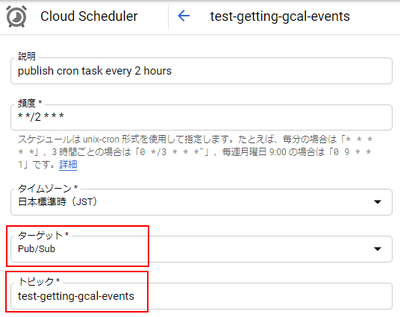 Cloud Scheduler
test-getting-gcal-events
説明
publish cron task every 2 hours
頻度 *
* */2 * * *
スケジュールは unix-cron 形式を使用して指定します。たとえば、毎分の場合は「* * *
* *」、3 時間ごとの場合は「0 */3 * * *"」、毎週月曜日 9:00 の場合は「0 9 * *
1」です。詳細
タイムゾーン *
日本標準時（JST）
ターゲット *
Pub/Sub
トピック *
test-getting-gcal-events